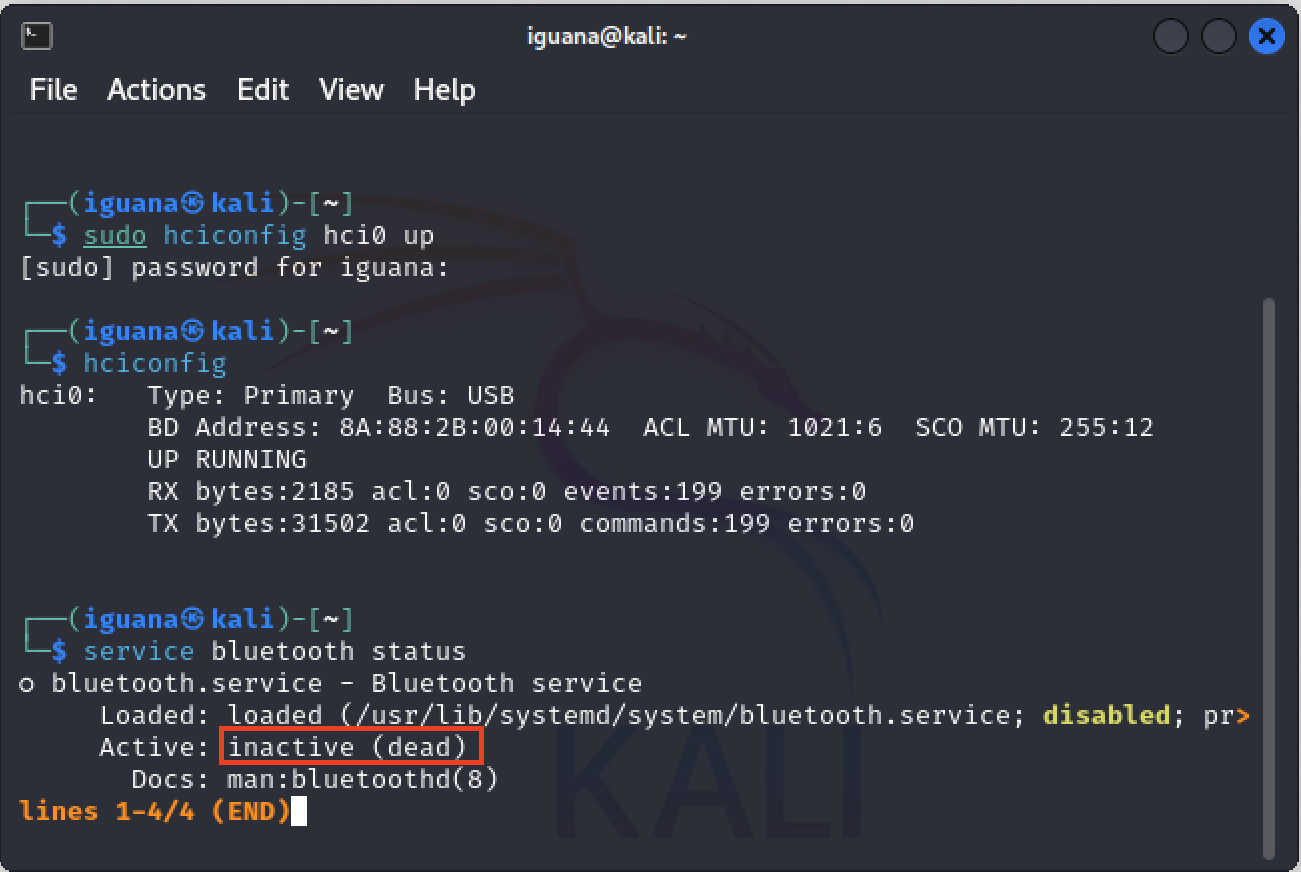 iguana@kali: ~
File Actions Edit View Help
┌──(iguana㉿kali)-[~]
└─$ sudo hciconfig hci0 up
[sudo] password for iguana:
┌──(iguana㉿kali)-[~]
└─$ hciconfig
hci0:   Type: Primary  Bus: USB
        BD Address: 8A:88:2B:00:14:44  ACL MTU: 1021:6  SCO MTU: 255:12
        UP RUNNING
        RX bytes:2185 acl:0 sco:0 events:199 errors:0
        TX bytes:31502 acl:0 sco:0 commands:199 errors:0
┌──(iguana㉿kali)-[~]
└─$ service bluetooth status
○ bluetooth.service - Bluetooth service
     Loaded: loaded (/usr/lib/systemd/system/bluetooth.service; disabled; pr>
     Active: inactive (dead)
       Docs: man:bluetoothd(8)
lines 1-4/4 (END)
KALI